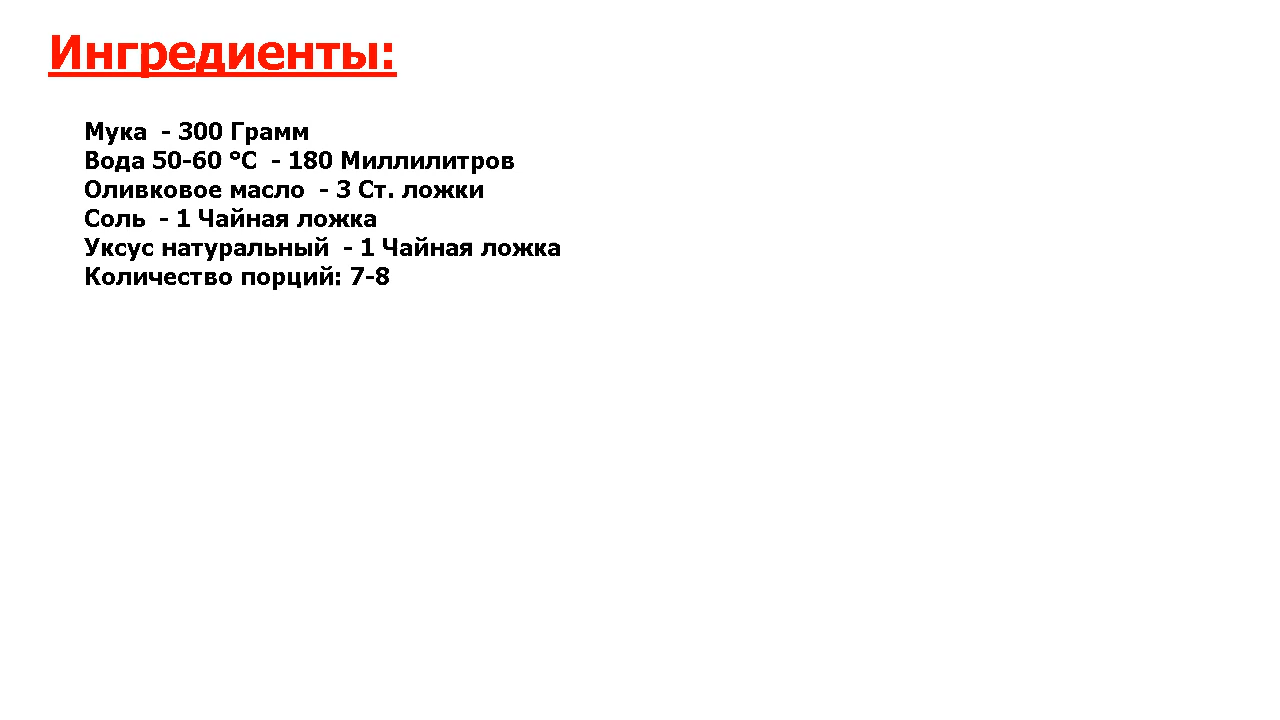 Ингредиенты:
Мука  - 300 Грамм
Вода 50-60 °C  - 180 Миллилитров
Оливковое масло  - 3 Ст. ложки
Соль  - 1 Чайная ложка
Уксус натуральный  - 1 Чайная ложка
Количество порций: 7-8